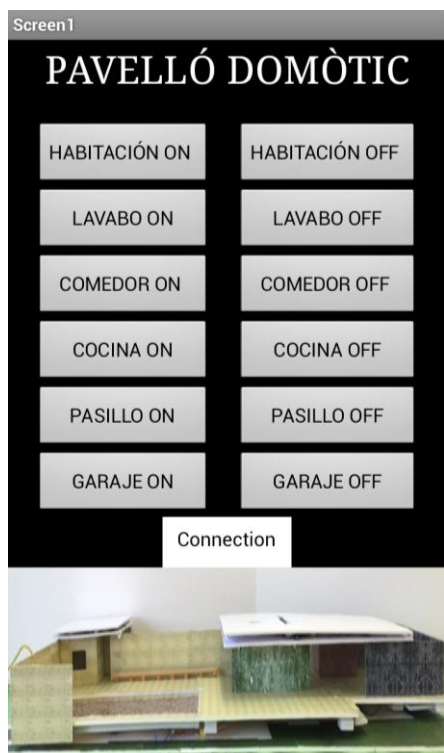 Screen1
PAVELLÓ DOMÒTIC
HABITACIÓN ON HABITACIÓN OFF
LAVABO ON LAVABO OFF
COMEDOR ON COMEDOR OFF
COCINA ON COCINA OFF
PASILLO ON PASILLO OFF
GARAJE ON GARAJE OFF
Connection